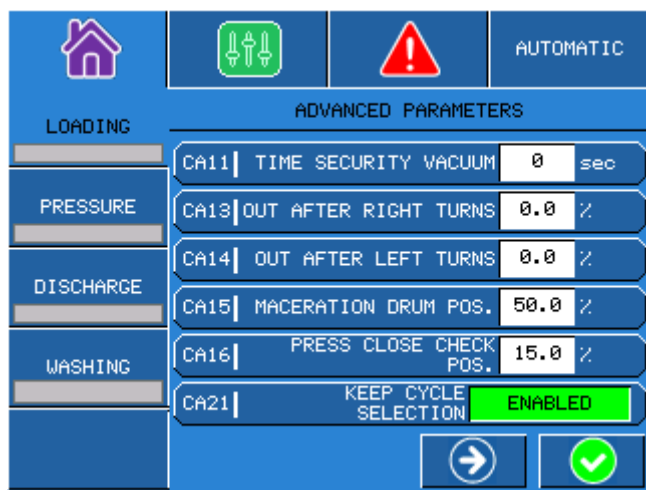 AUTOMATIC
ADVANCED PARAMETERS
LOADING
PRESSURE
DISCHARGE
WASHING
CA11 TIME SECURITY VACUUM 0 sec
CA13 OUT AFTER RIGHT TURNS 0.0 %
CA14 OUT AFTER LEFT TURNS 0.0 %
CA15 MACERATION DRUM POS. 50.0 %
CA16 PRESS CLOSE CHECK
POS. 15.0 %
CA21 KEEP CYCLE
SELECTION ENABLED